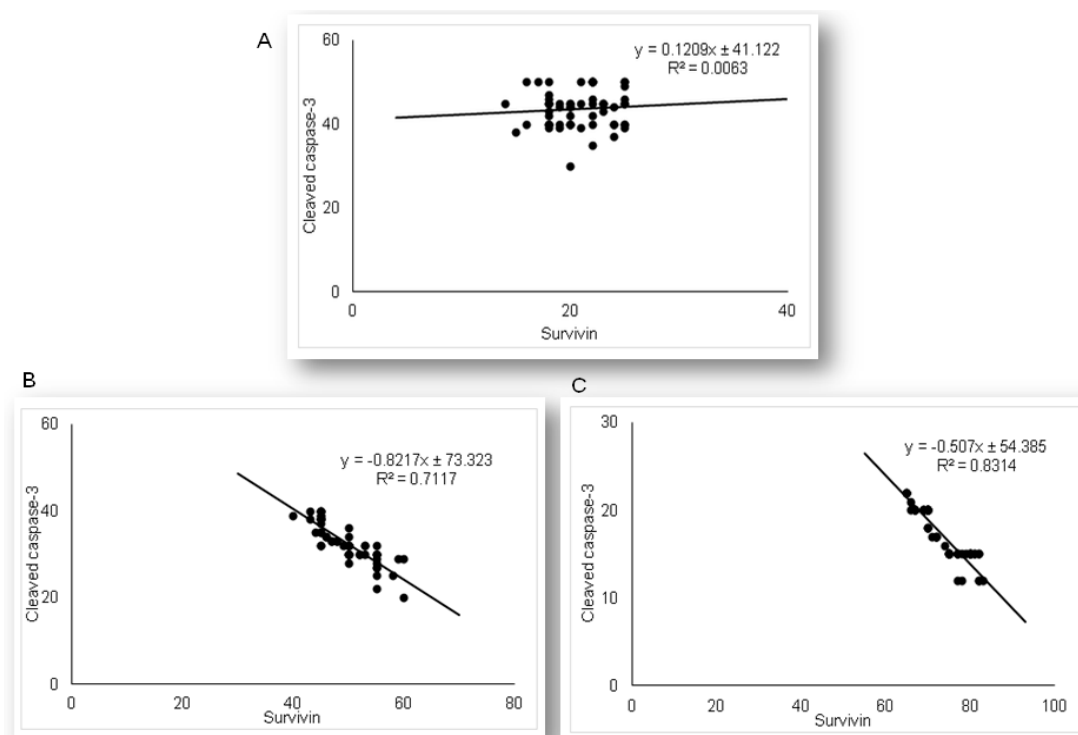 A
60
40
20
0
Cleaved caspase-3
y = 0.1209x ± 41.122
R² = 0.0063
0 20 40
Survivin
B
60
40
20
0
Cleaved caspase-3
y = -0.8217x ± 73.323
R² = 0.7117
0 20 40 60 80
Survivin
C
30
20
10
0
Cleaved caspase-3
y = -0.507x ± 54.385
R² = 0.8314
0 20 40 60 80 100
Survivin